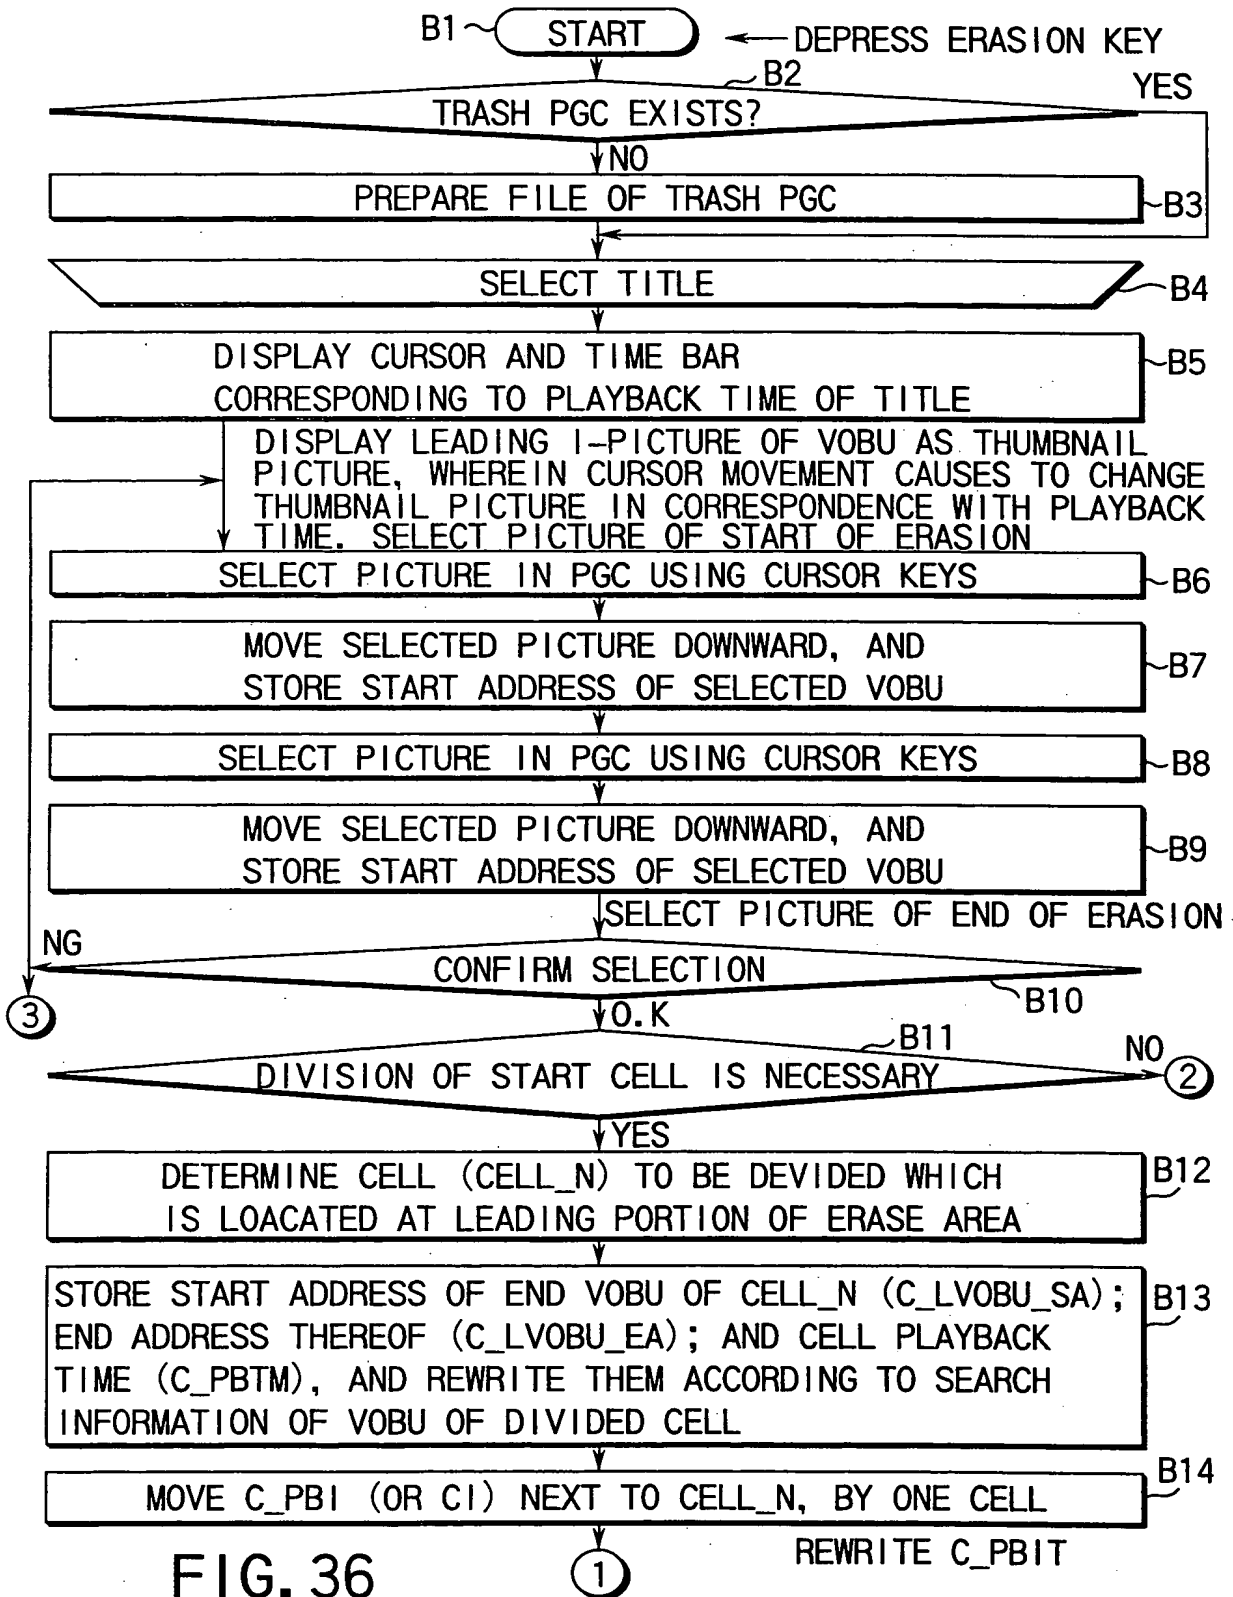 B1
START
DEPRESS ERASION KEY
B2
TRASH PGC EXISTS?
YES
NO
PREPARE FILE OF TRASH PGC
B3
SELECT TITLE
B4
DISPLAY CURSOR AND TIME BAR
CORRESPONDING TO PLAYBACK TIME OF TITLE
B5
DISPLAY LEADING I-PICTURE OF VOBU AS THUMBNAIL
PICTURE, WHEREIN CURSOR MOVEMENT CAUSES TO CHANGE
THUMBNAIL PICTURE IN CORRESPONDENCE WITH PLAYBACK
TIME. SELECT PICTURE OF START OF ERASION
SELECT PICTURE IN PGC USING CURSOR KEYS
B6
MOVE SELECTED PICTURE DOWNWARD, AND
STORE START ADDRESS OF SELECTED VOBU
B7
SELECT PICTURE IN PGC USING CURSOR KEYS
B8
MOVE SELECTED PICTURE DOWNWARD, AND
STORE START ADDRESS OF SELECTED VOBU
B9
SELECT PICTURE OF END OF ERASION
NG
CONFIRM SELECTION
B10
3
O.K
B11
DIVISION OF START CELL IS NECESSARY
NO
2
YES
DETERMINE CELL (CELL_N) TO BE DEVIDED WHICH
IS LOACATED AT LEADING PORTION OF ERASE AREA
B12
STORE START ADDRESS OF END VOBU OF CELL_N (C_LVOBU_SA);
END ADDRESS THEREOF (C_LVOBU_EA); AND CELL PLAYBACK
TIME (C_PBTM), AND REWRITE THEM ACCORDING TO SEARCH
INFORMATION OF VOBU OF DIVIDED CELL
B13
MOVE C_PBI (OR CI) NEXT TO CELL_N, BY ONE CELL
B14
REWRITE C_PBIT
1
FIG. 36